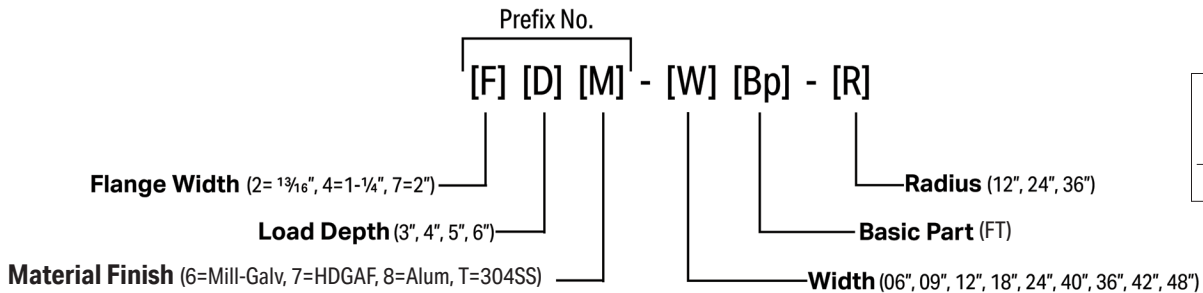 Prefix No.
[F] [D] [M] - [W] [Bp] - [R]
Flange Width (2= 13⁄16", 4=1-1⁄4", 7=2")
Radius (12", 24", 36")
Load Depth (3", 4", 5", 6")
Basic Part (FT)
Material Finish (6=Mill-Galv, 7=HDGAF, 8=Alum, T=304SS)
Width (06", 09", 12", 18", 24", 40", 36", 42", 48")